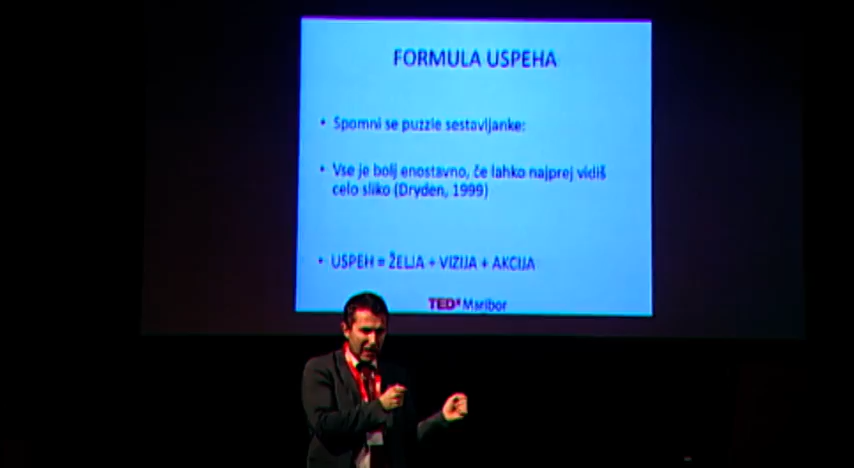 FORMULA USPEHA
• Spomni se puzzle sestavljanke:
• Vse je bolj enostavno, če lahko najprej vidiš
celo sliko (Dryden, 1999)
• USPEH = ŽELJA + VIZIJA + AKCIJA
TEDx Maribor